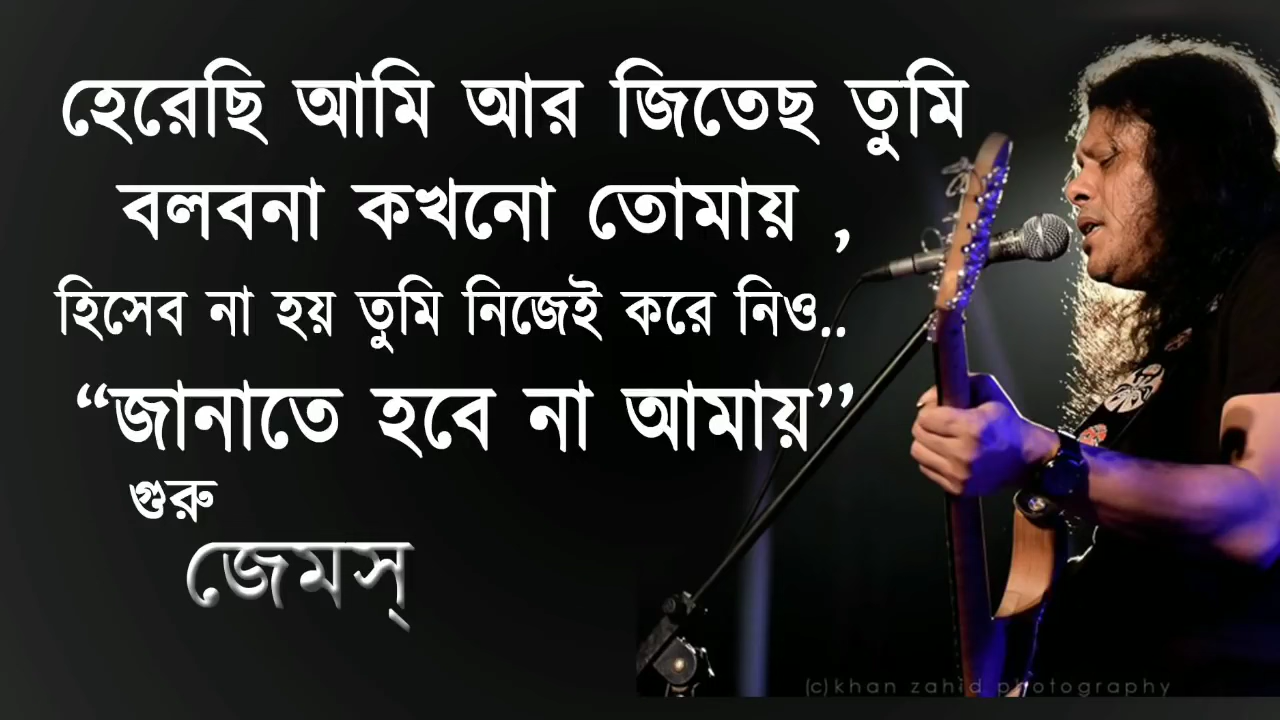 হেরেছি আমি আর জিতেছ তুমি
বলবনা কখনো তোমায় ,
হিসেব না হয় তুমি নিজেই করে নিও..
“জানাতে হবে না আমায়”
গুরু
জেমস্
(c) khan zahid photography